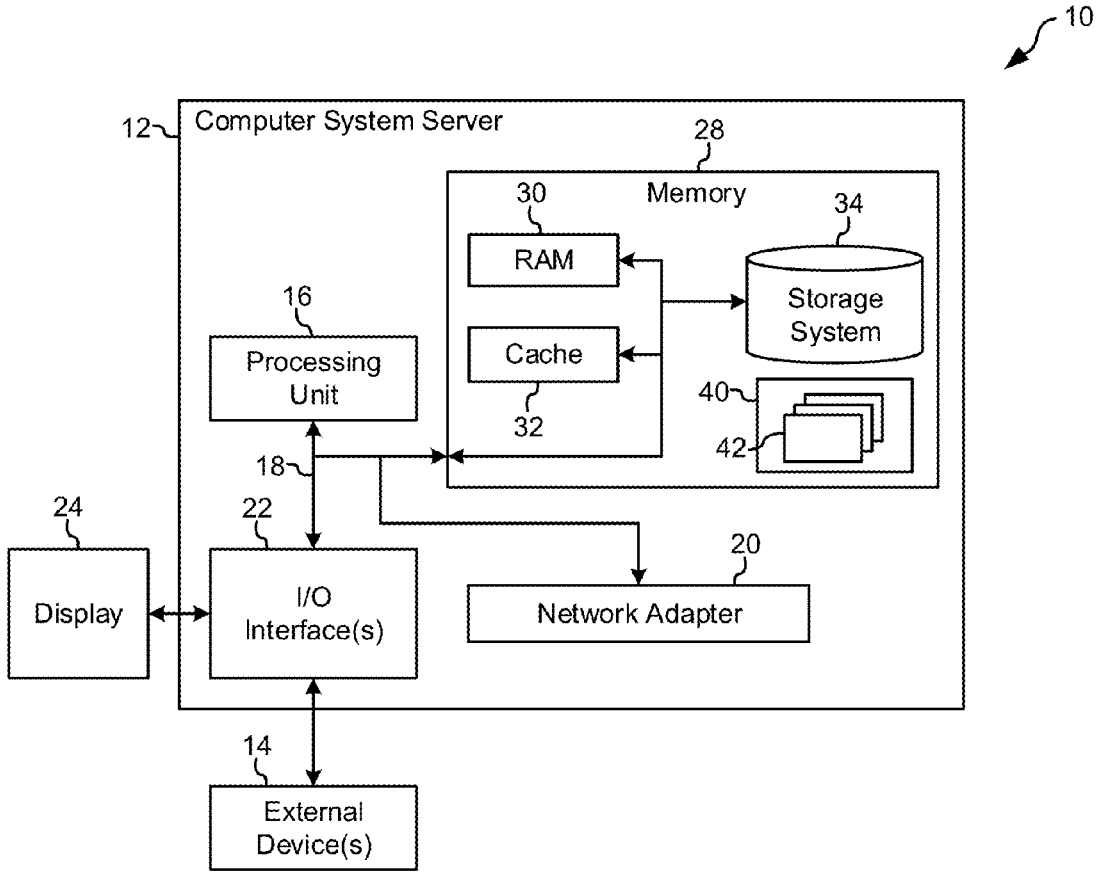 10
12
Computer System Server
28
Memory
30
RAM
34
Storage
System
16
Processing
Unit
Cache
32
40
42
18
24
Display
22
I/O
Interface(s)
20
Network Adapter
14
External
Device(s)